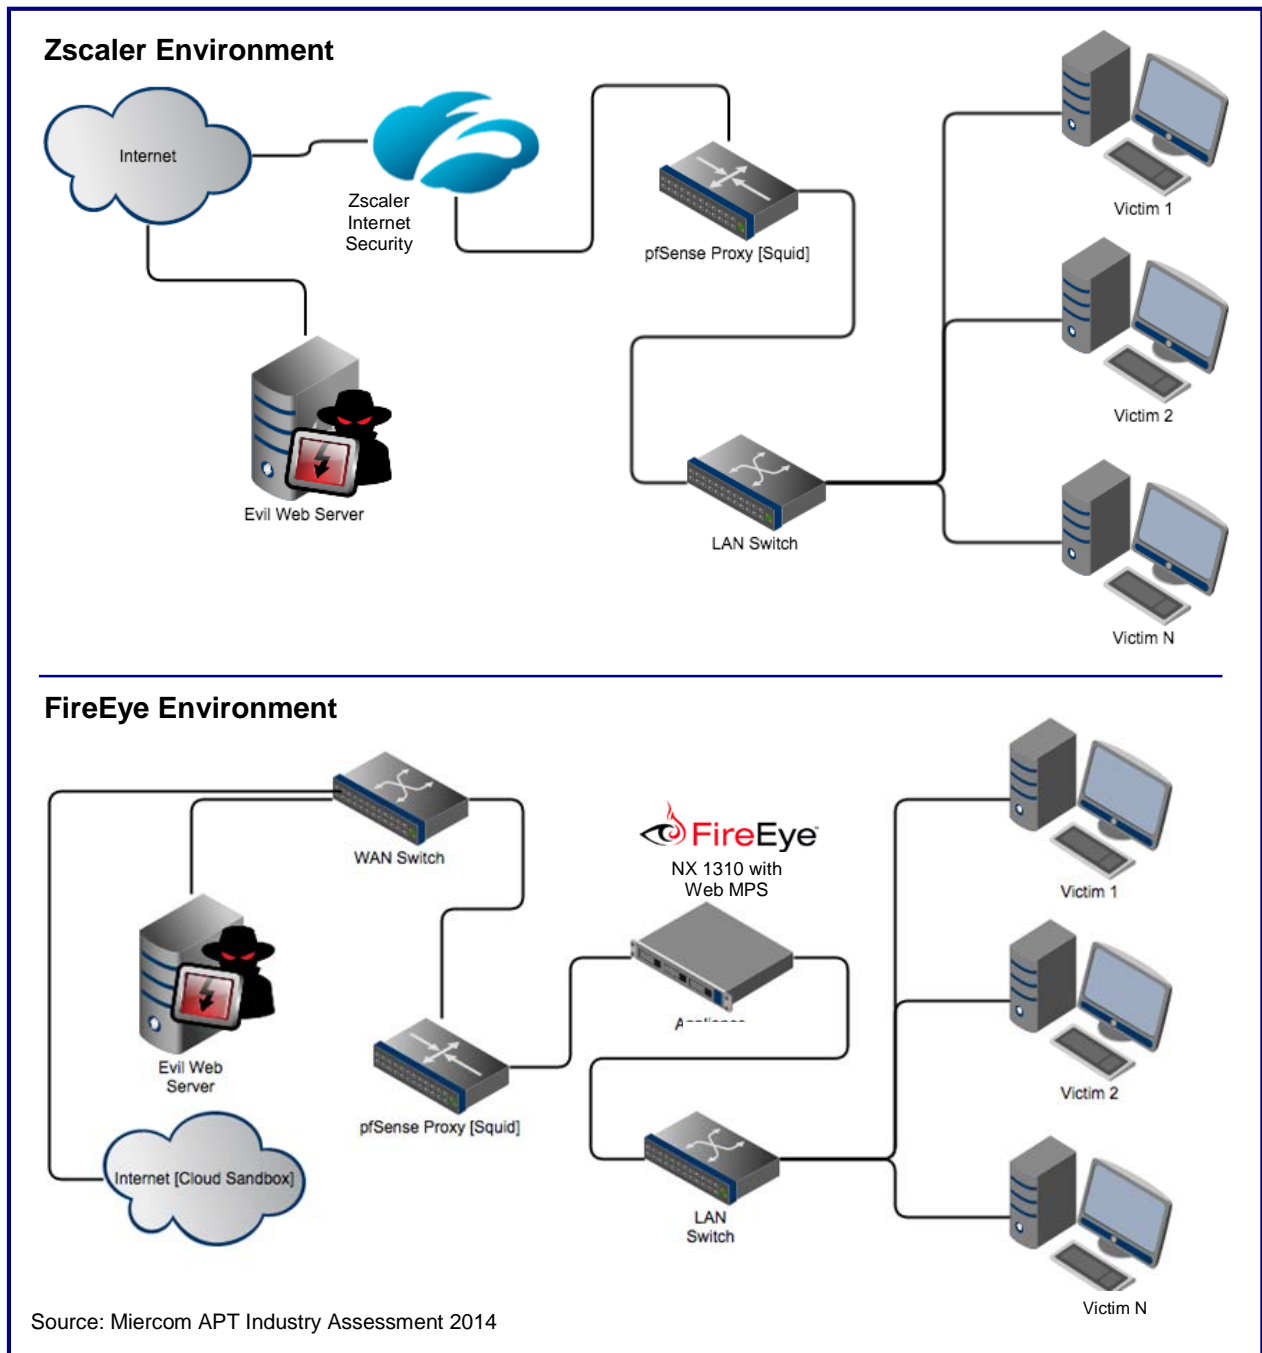 Zscaler Environment
Internet
Zscaler
Internet
Security
pfSense Proxy [Squid]
Victim 1
Victim 2
Evil Web Server
LAN Switch
Victim N
FireEye Environment
WAN Switch
FireEye
NX 1310 with
Web MPS
Victim 1
Evil Web
Server
pfSense Proxy [Squid]
Victim 2
Internet [Cloud Sandbox]
LAN
Switch
Victim N
Source: Miercom APT Industry Assessment 2014